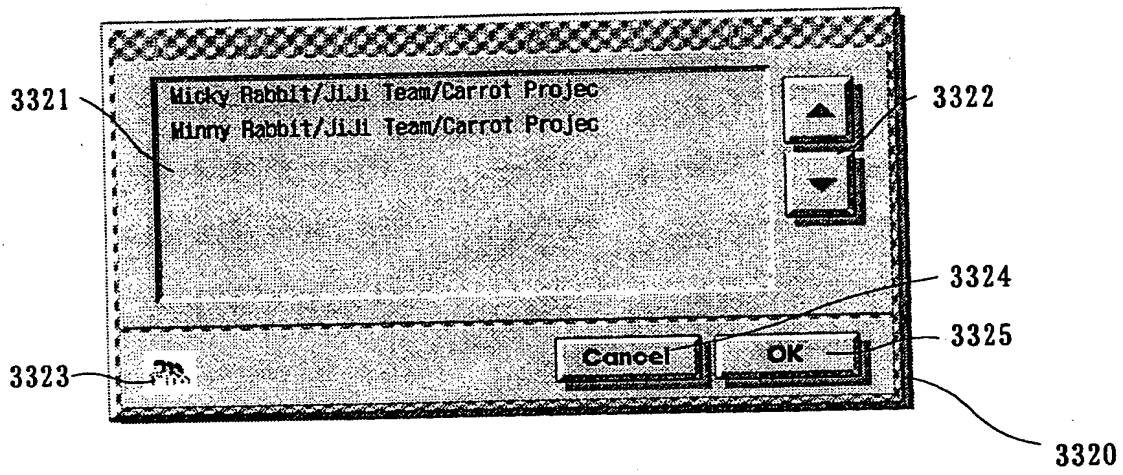 3321
Micky Rabbit/JiJi Team/Carrot Projec
Minny Rabbit/JiJi Team/Carrot Projec
3322
3324
3325
Cancel
OK
3323
3320